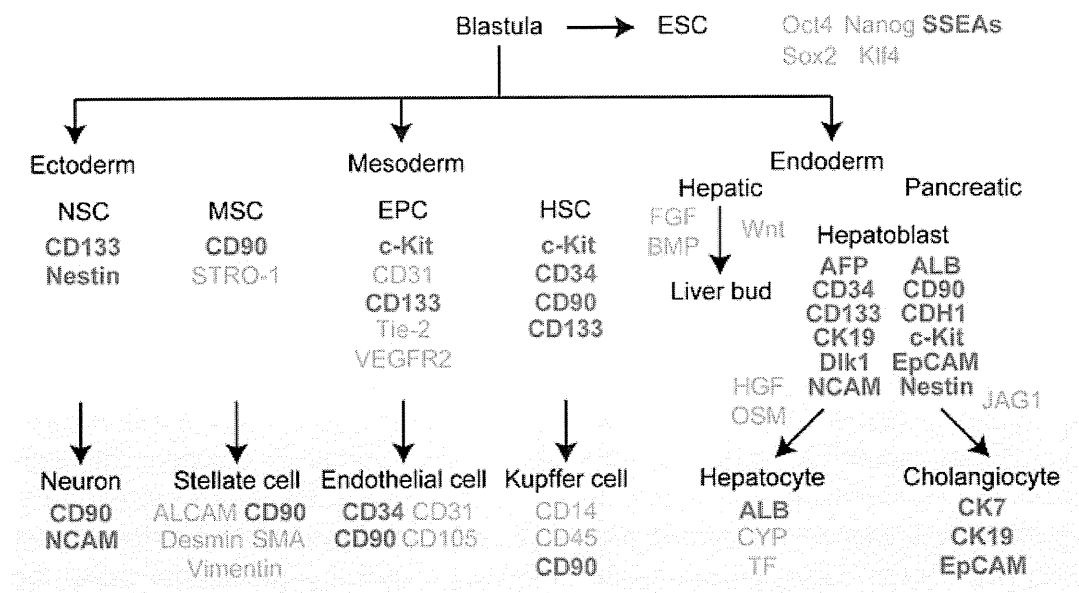 Blastula ESC Oct4 Nanog SSEAs
Sox2 Klf4
Ectoderm Mesoderm Endoderm
Hepatic Pancreatic
NSC MSC EPC HSC
CD133 CD90 c-Kit c-Kit FGF Wnt
Nestin STRO-1 CD31 CD34 BMP
CD133 CD90
Tie-2 CD133
VEGFR2
Liver bud
Hepatoblast
AFP ALB
CD34 CD90
CD133 CDH1
CK19 c-Kit
Dlk1 EpCAM
NCAM Nestin
HGF JAG1
OSM
Neuron Stellate cell Endothelial cell Kupffer cell Hepatocyte Cholangiocyte
CD90 ALCAM CD90 CD34 CD31 CD14 ALB CK7
NCAM Desmin SMA CD90 CD105 CD45 CYP CK19
Vimentin CD90 TF EpCAM